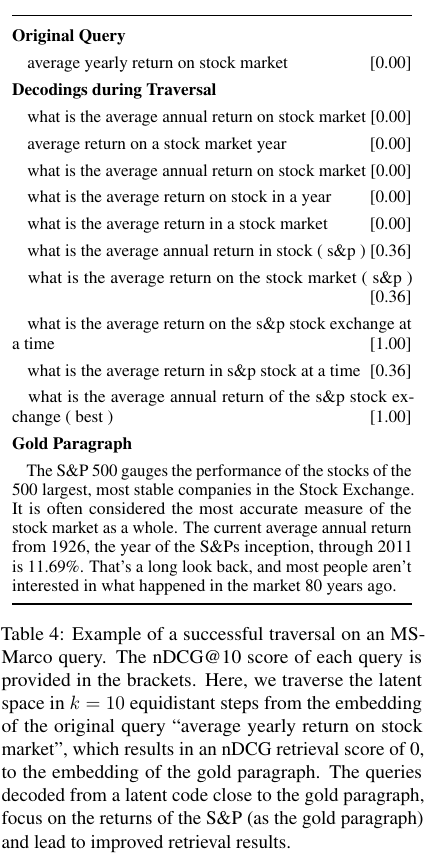 Original Query
average yearly return on stock market [0.00]
Decodings during Traversal
what is the average annual return on stock market [0.00]
average return on a stock market year [0.00]
what is the average annual return on stock market [0.00]
what is the average return on stock in a year [0.00]
what is the average return in a stock market [0.00]
what is the average annual return in stock ( s&p ) [0.36]
what is the average return on the stock market ( s&p )
[0.36]
what is the average return on the s&p stock exchange at
a time [1.00]
what is the average return in s&p stock at a time [0.36]
what is the average annual return of the s&p stock ex-
change ( best ) [1.00]
Gold Paragraph
The S&P 500 gauges the performance of the stocks of the
500 largest, most stable companies in the Stock Exchange.
It is often considered the most accurate measure of the
stock market as a whole. The current average annual return
from 1926, the year of the S&Ps inception, through 2011
is 11.69%. That's a long look back, and most people aren't
interested in what happened in the market 80 years ago.
Table 4: Example of a successful traversal on an MS-
Marco query. The nDCG@10 score of each query is
provided in the brackets. Here, we traverse the latent
space in k = 10 equidistant steps from the embedding
of the original query “average yearly return on stock
market”, which results in an nDCG retrieval score of 0,
to the embedding of the gold paragraph. The queries
decoded from a latent code close to the gold paragraph,
focus on the returns of the S&P (as the gold paragraph)
and lead to improved retrieval results.